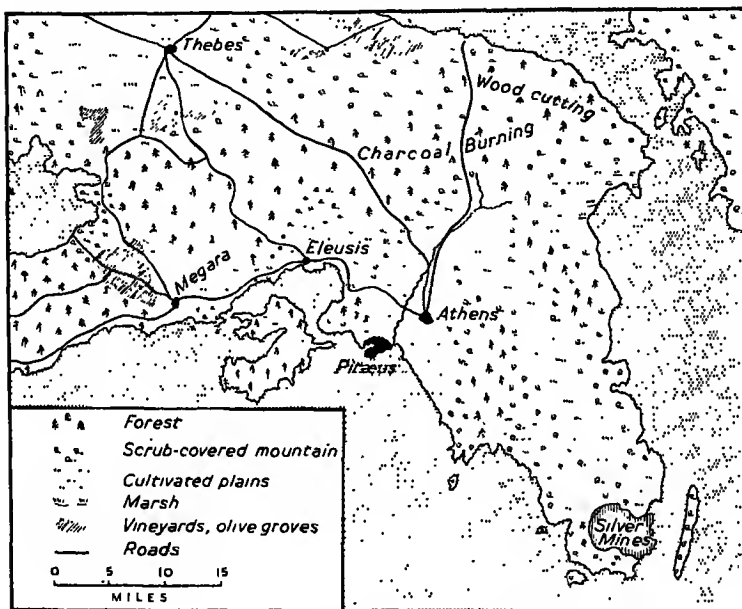 Thebes
Wood cutting
Charcoal Burning
Eleusis
Megara
Athens
Piræus
Silver
Mines
Forest
Scrub-covered mountain
Cultivated plains
Marsh
Vineyards, olive groves
Roads
0 5 10 15
MILES